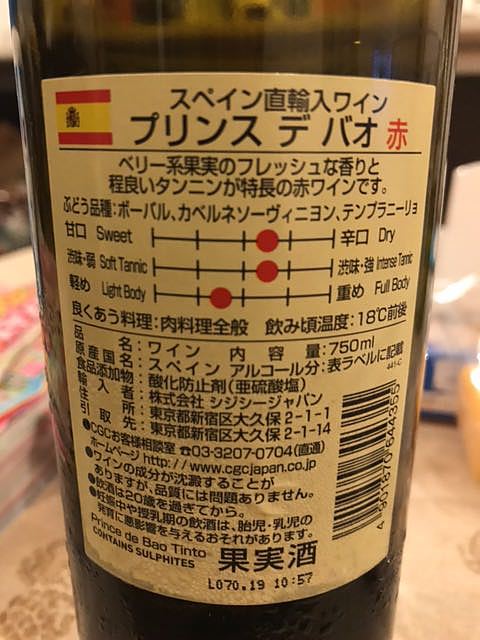 スペイン直輸入ワイン
プリンス デ バオ 赤
ベリー系果実のフレッシュな香りと
程良いタンニンが特長の赤ワインです。
ぶどう品種:ボーバル、カベルネソーヴィニヨン、テンプラニーリョ
甘口 Sweet 辛口 Dry
渋味・弱 Soft Tannic 渋味・強 Intense Tannic
軽め Light Body 重め Full Body
良くあう料理:肉料理全般 飲み頃温度:18℃前後
品名:ワイン 内容量:750ml
原産国名:スペイン アルコール分:表ラベルに記載
食品添加物:酸化防止剤(亜硫酸塩) 441-C
輸入者:株式会社 シジシージャパン
住所:東京都新宿区大久保2-1-1
引取先:東京都新宿区大久保2-1-14
●CGCお客様相談室 ☎03-3207-0704(直通)
ホームページ http://www.cgcjapan.co.jp
●ワインの成分が沈澱することが
ありますが、品質には問題ありません。
●飲酒は20歳を過ぎてから。
●妊娠中や授乳期の飲酒は、胎児・乳児の
発育に悪影響を与えるおそれがあります。
Prince de Bao Tinto
CONTAINS SULPHITES 果実酒
4 901870 644355
L070.19 10:57